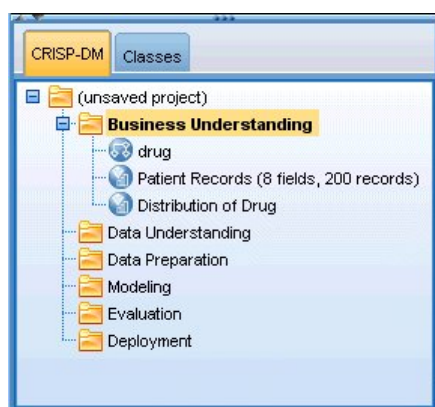 CRISP-DM Classes
(unsaved project)
Business Understanding
drug
Patient Records (8 fields, 200 records)
Distribution of Drug
Data Understanding
Data Preparation
Modeling
Evaluation
Deployment